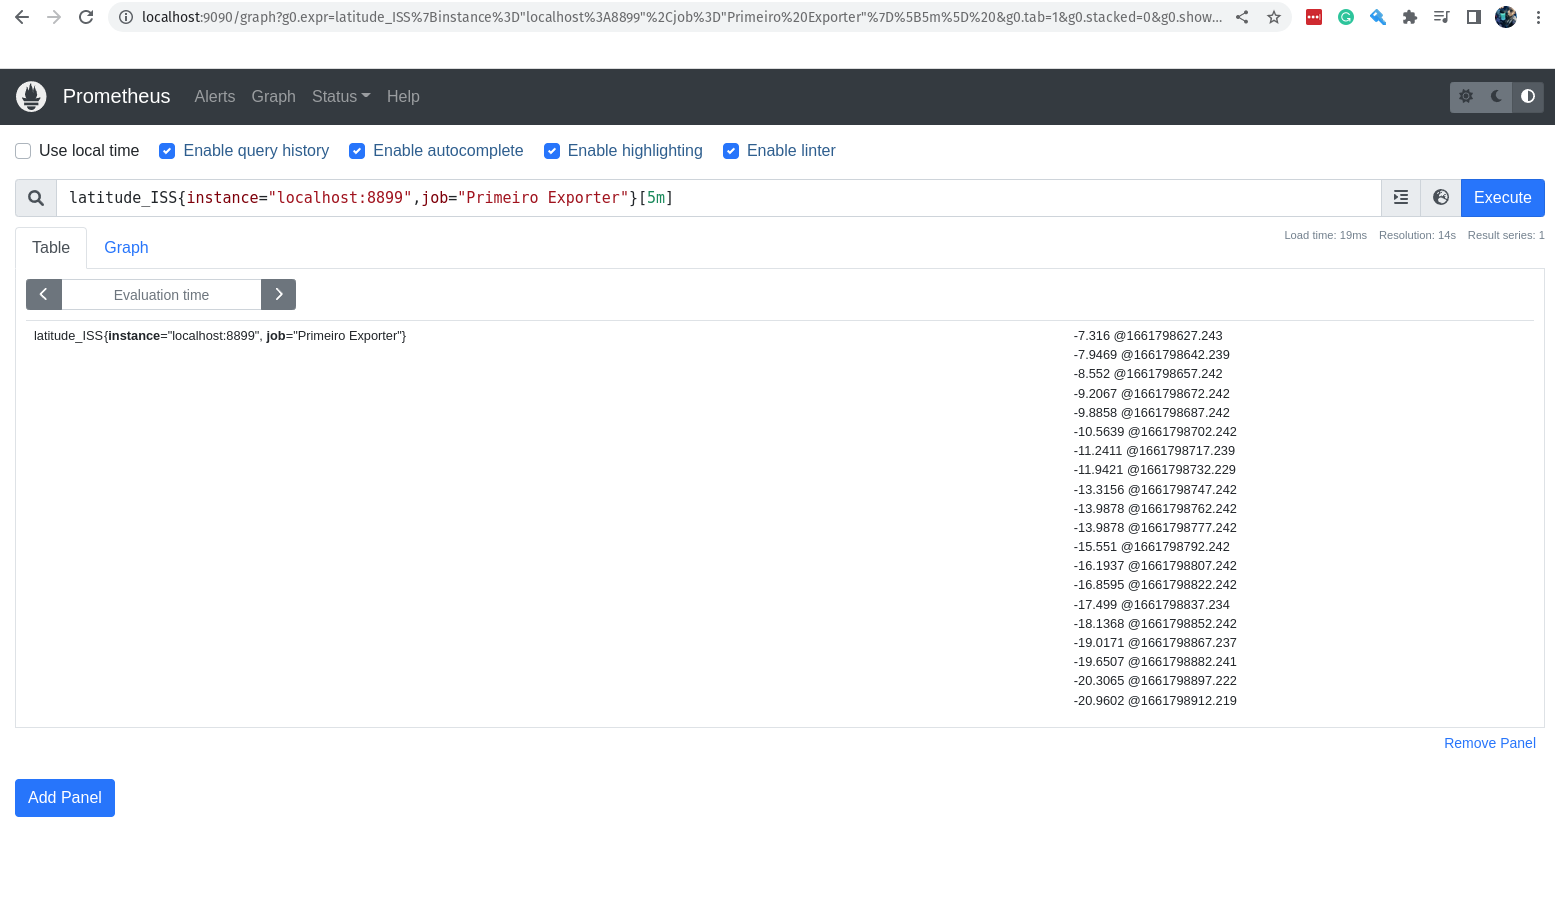 localhost:9090/graph?g0.expr=latitude_ISS%7Binstance%3D"localhost%3A8899"%2Cjob%3D"Primeiro%20Exporter"%7D%5B5m%5D%20&g0.tab=1&g0.stacked=0&g0.show...
Prometheus Alerts Graph Status Help
Use local time Enable query history Enable autocomplete Enable highlighting Enable linter
latitude_ISS{instance="localhost:8899",job="Primeiro Exporter"}[5m] Execute
Table Graph Load time: 19ms Resolution: 14s Result series: 1
Evaluation time
latitude_ISS{instance="localhost:8899", job="Primeiro Exporter"} -7.316 @1661798627.243
-7.9469 @1661798642.239
-8.552 @1661798657.242
-9.2067 @1661798672.242
-9.8858 @1661798687.242
-10.5639 @1661798702.242
-11.2411 @1661798717.239
-11.9421 @1661798732.229
-13.3156 @1661798747.242
-13.9878 @1661798762.242
-13.9878 @1661798777.242
-15.551 @1661798792.242
-16.1937 @1661798807.242
-16.8595 @1661798822.242
-17.499 @1661798837.234
-18.1368 @1661798852.242
-19.0171 @1661798867.237
-19.6507 @1661798882.241
-20.3065 @1661798897.222
-20.9602 @1661798912.219
Remove Panel
Add Panel